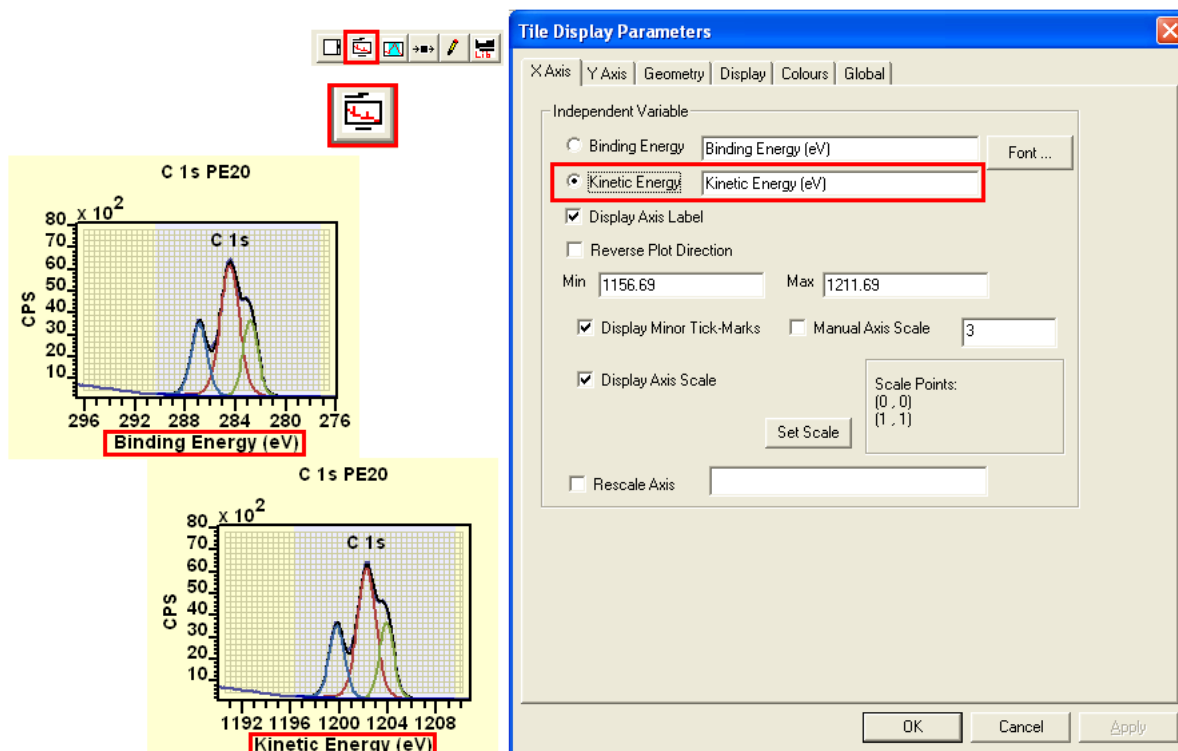 Lib
C 1s PE20
x 10²
C 1s
80
70
60
50
40
30
20
10
CPS
296 292 288 284 280 276
Binding Energy (eV)
C 1s PE20
x 10²
C 1s
80
70
60
50
40
30
20
10
CPS
1192 1196 1200 1204 1208
Kinetic Energy (eV)
Tile Display Parameters
X Axis Y Axis Geometry Display Colours Global
Independent Variable
Binding Energy Binding Energy (eV) Font ...
Kinetic Energy Kinetic Energy (eV)
Display Axis Label
Reverse Plot Direction
Min 1156.69 Max 1211.69
Display Minor Tick-Marks Manual Axis Scale 3
Display Axis Scale
Scale Points:
(0 , 0)
(1 , 1)
Set Scale
Rescale Axis
OK Cancel Apply